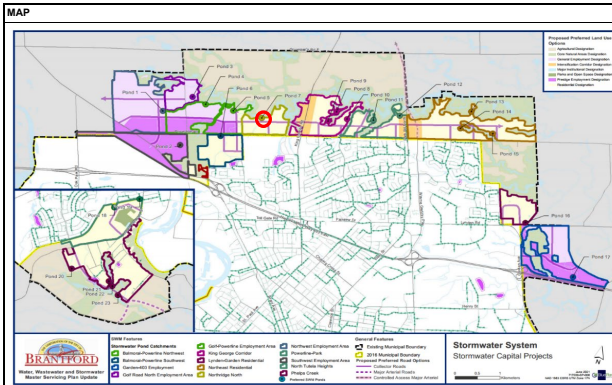 MAP
Proposed Preferred Land Use
Options
Agricultural Designation
Core Natural Areas Designation
General Employment Designation
Intensification Corridor Designation
Major Institutional Designation
Parks and Open Space Designation
Prestige Employment Designation
Residential Designation
Pond 1
Pond 3
Pond 4
Pond 6
Pond 5
Pond 7
Pond 9
Pond 8
Pond 10
Pond 11
Pond 12
Pond 13
Pond 14
Pond 15
Pond 16
Pond 17
Pond 19
Pond 20
Pond 21
Pond 22
Pond 23
BRANTFORD
Water, Wastewater and Stormwater
Master Servicing Plan Update
SWM Features
Stormwater Pond Catchments
Balmoral-Powerline Northwest
Balmoral-Powerline Southwest
Garden-403 Employment
Golf Road North Employment Area
Golf-Powerline Employment Area
King George Corridor
Lynden-Garden Residential
Northeast Residential
Northridge North
Northwest Employment Area
Powerline-Park
Southwest Employment Area
North Tutela Heights
Phelps Creek
Preferred SWM Ponds
General Features
Existing Municipal Boundary
2016 Municipal Boundary
Proposed Preferred Road Options
Collector Roads
Major Arterial Roads
Controlled Access Major Arterial
Stormwater System
Stormwater Capital Projects